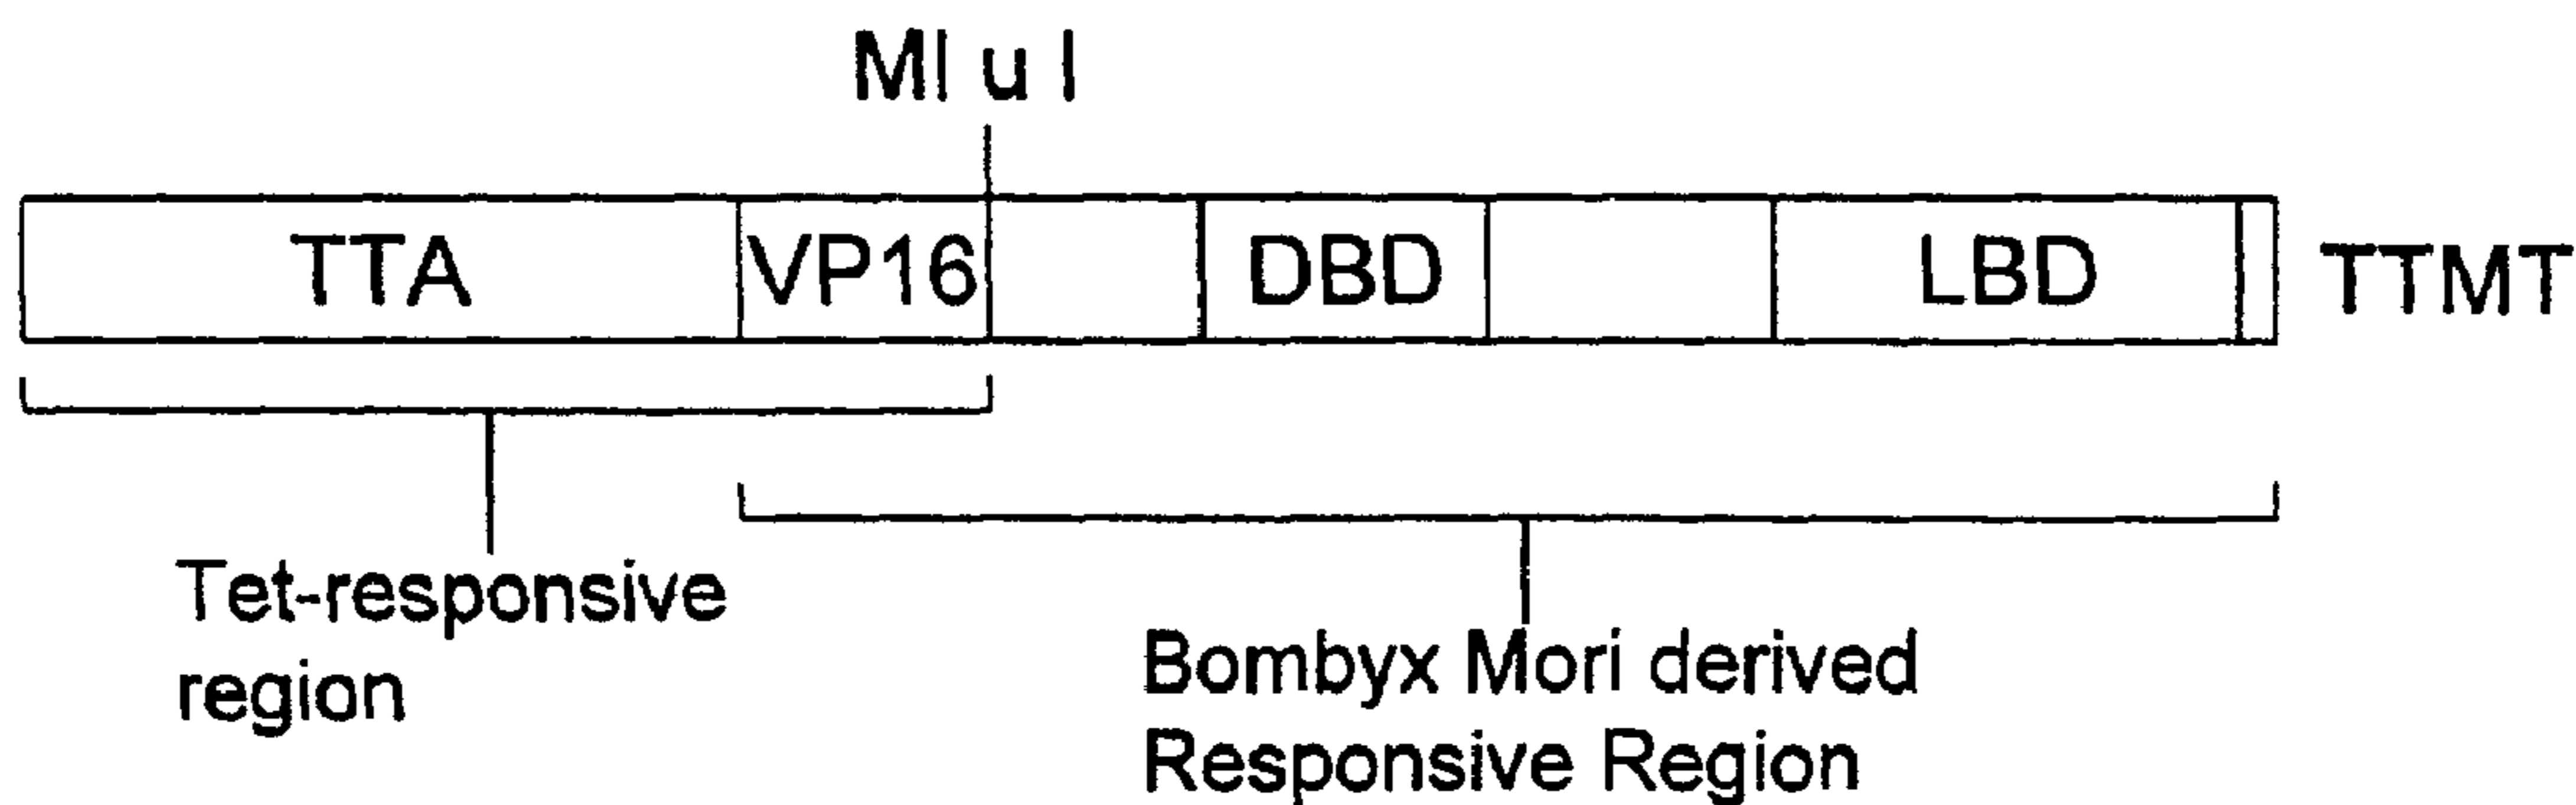 Ml u I
TTA VP16 DBD LBD TTMT
Tet-responsive
region
Bombyx Mori derived
Responsive Region